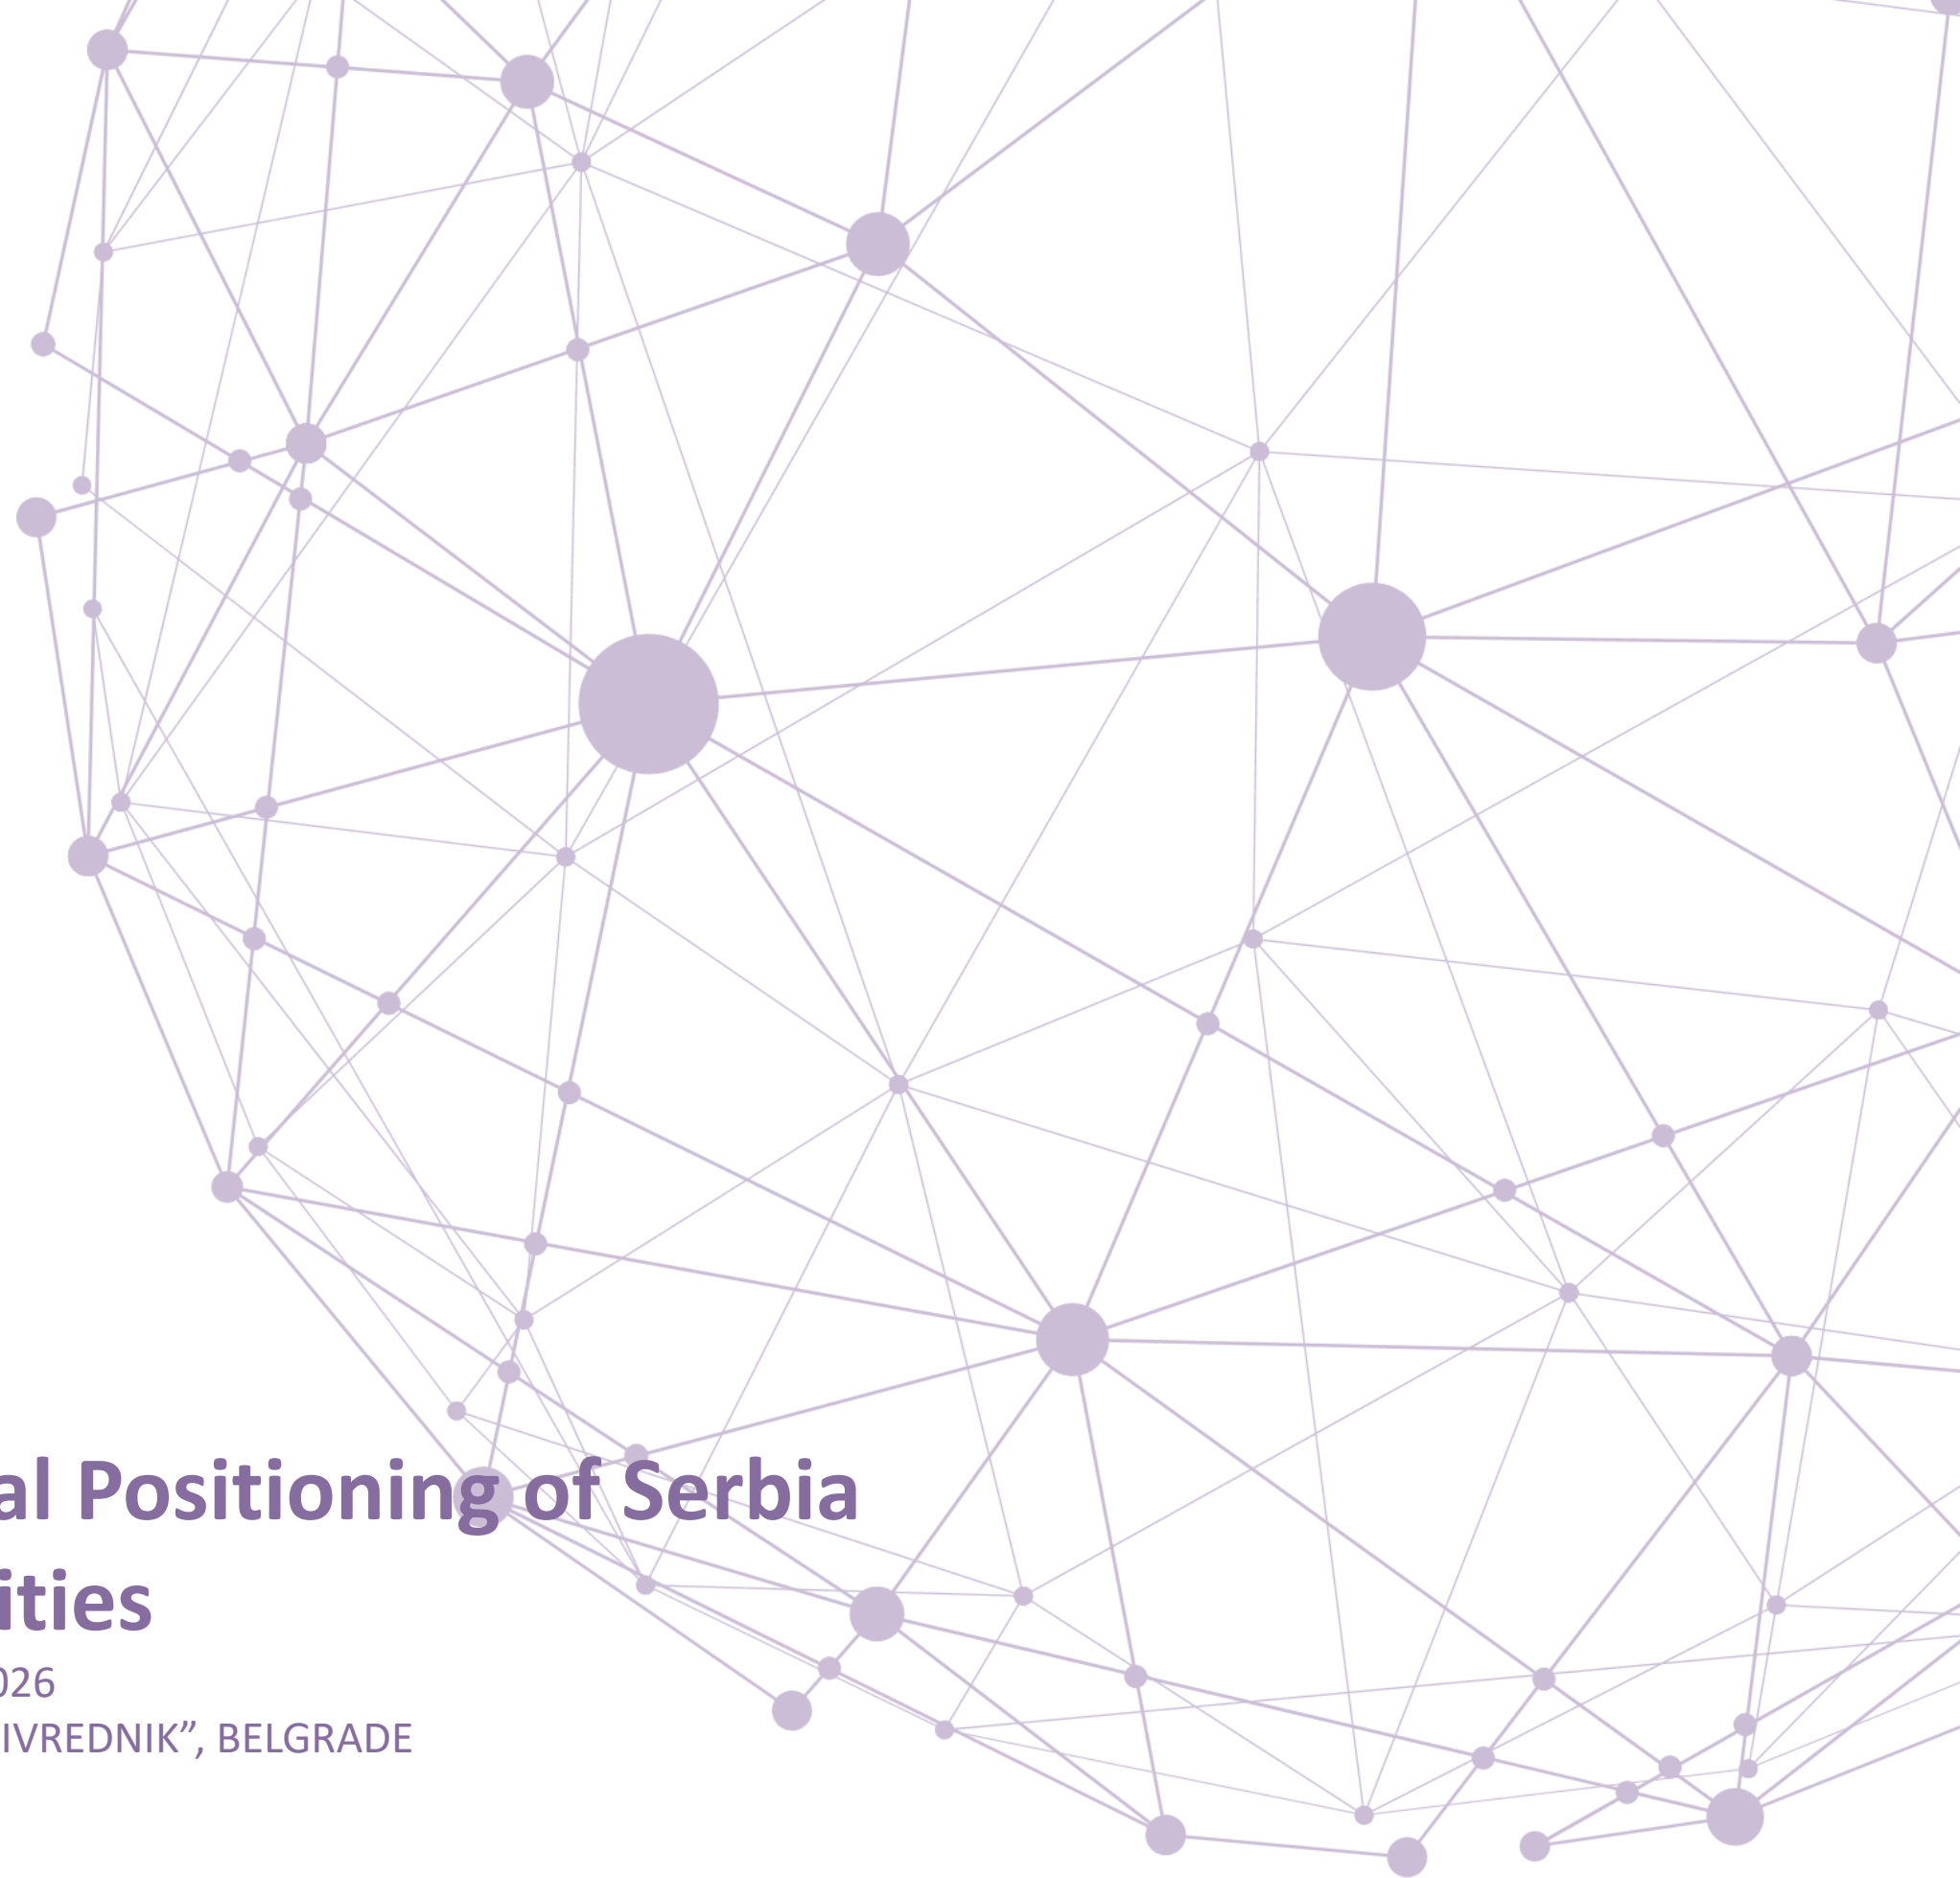 al Positioning of Serbia
ities
026
IVREDNIK”, BELGRADE